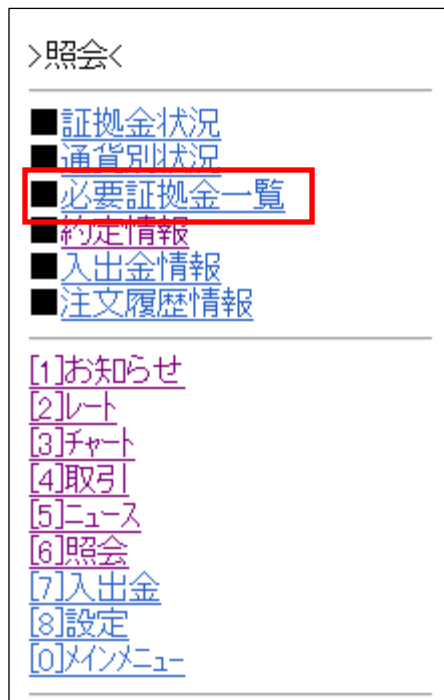 >照会<
■証拠金状況
■通貨別状況
■必要証拠金一覧
■約定情報
■入出金情報
■注文履歴情報
[1]お知らせ
[2]ﾚｰﾄ
[3]ﾁｬｰﾄ
[4]取引
[5]ﾆｭｰｽ
[6]照会
[7]入出金
[8]設定
[0]ﾒｲﾝﾒﾆｭｰ